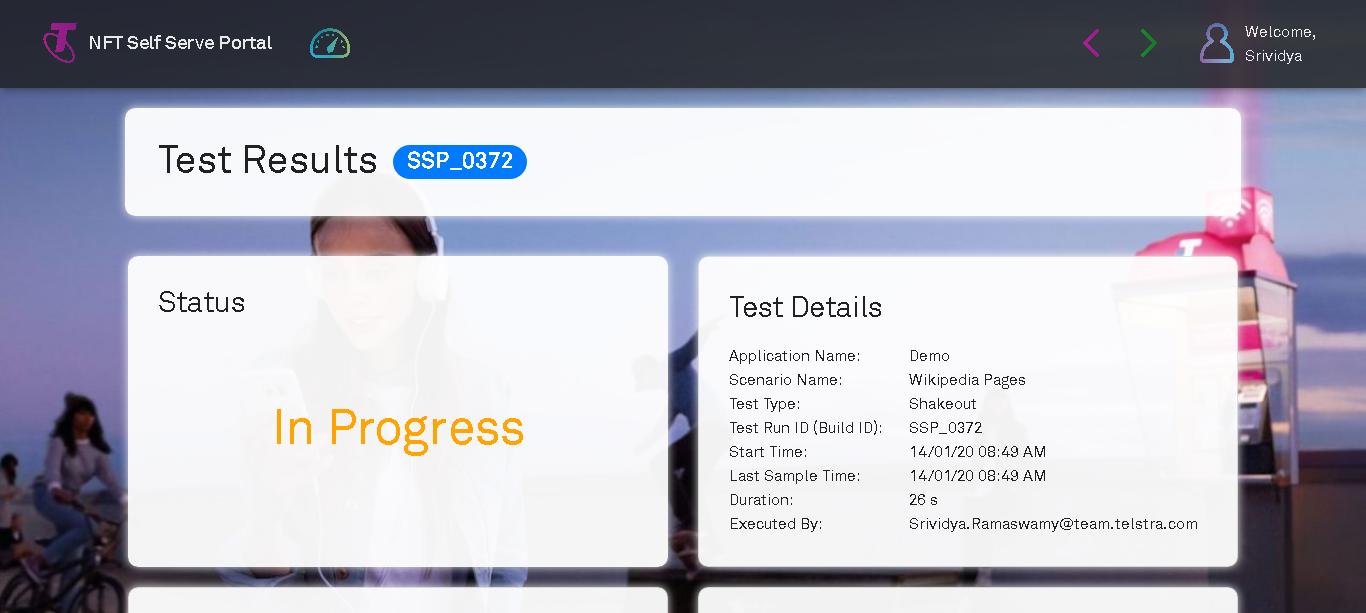 NFT Self Serve Portal
Welcome,
Srividya
Test Results SSP_0372
Status
In Progress
Test Details
Application Name: Demo
Scenario Name: Wikipedia Pages
Test Type: Shakeout
Test Run ID (Build ID): SSP_0372
Start Time: 14/01/20 08:49 AM
Last Sample Time: 14/01/20 08:49 AM
Duration: 26 s
Executed By: Srividya.Ramaswamy@team.telstra.com